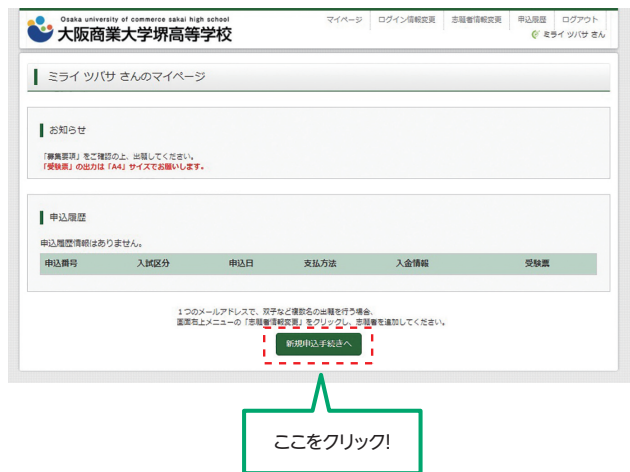 Osaka university of commerce sakai high school
大阪商業大学堺高等学校
マイページ ログイン情報変更 志願者情報変更 申込履歴 ログアウト
ミライ ツバサ さん
ミライ ツバサ さんのマイページ
お知らせ
「募集要項」をご確認の上、出願してください。
「受験票」の出力は「A4」サイズでお願いします。
申込履歴
申込履歴情報はありません。
申込番号 入試区分 申込日 支払方法 入金情報 受験票
1つのメールアドレスで、双子など複数名の出願を行う場合、
画面右上メニューの「志願者情報変更」をクリックし、志願者を追加してください。
新規申込手続きへ
ここをクリック!